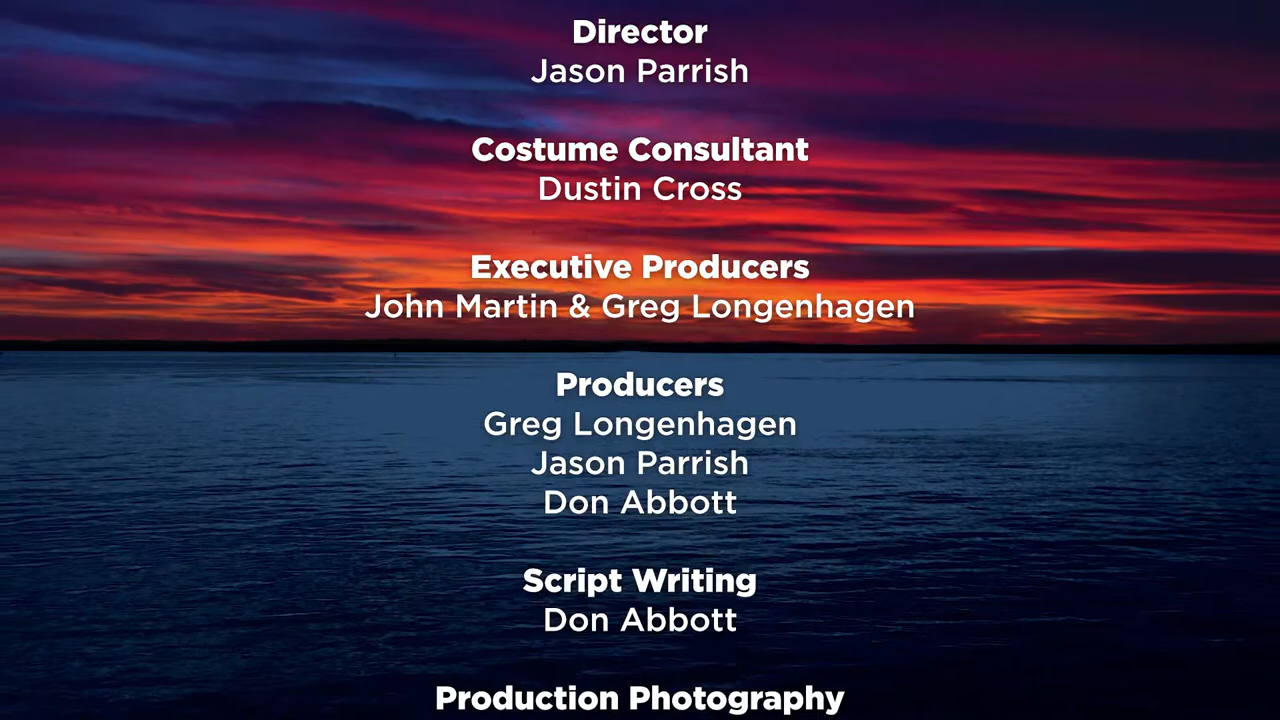 Director
Jason Parrish
Costume Consultant
Dustin Cross
Executive Producers
John Martin & Greg Longenhagen
Producers
Greg Longenhagen
Jason Parrish
Don Abbott
Script Writing
Don Abbott
Production Photography